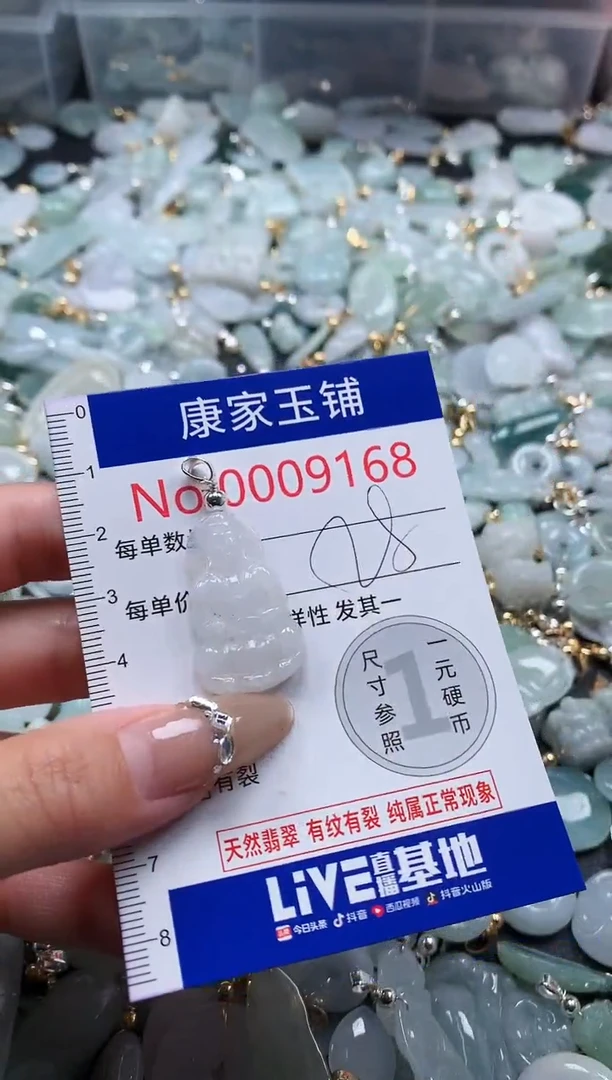 0
康家玉铺
1
No 0009168
2
每单数
28
3
每单价 样性 发其一
4
尺寸参照
1
一元硬币
有裂
天然翡翠 有纹有裂 纯属正常现象
7
LiVE直播基地
8
今日头条 抖音 西瓜视频 抖音火山版